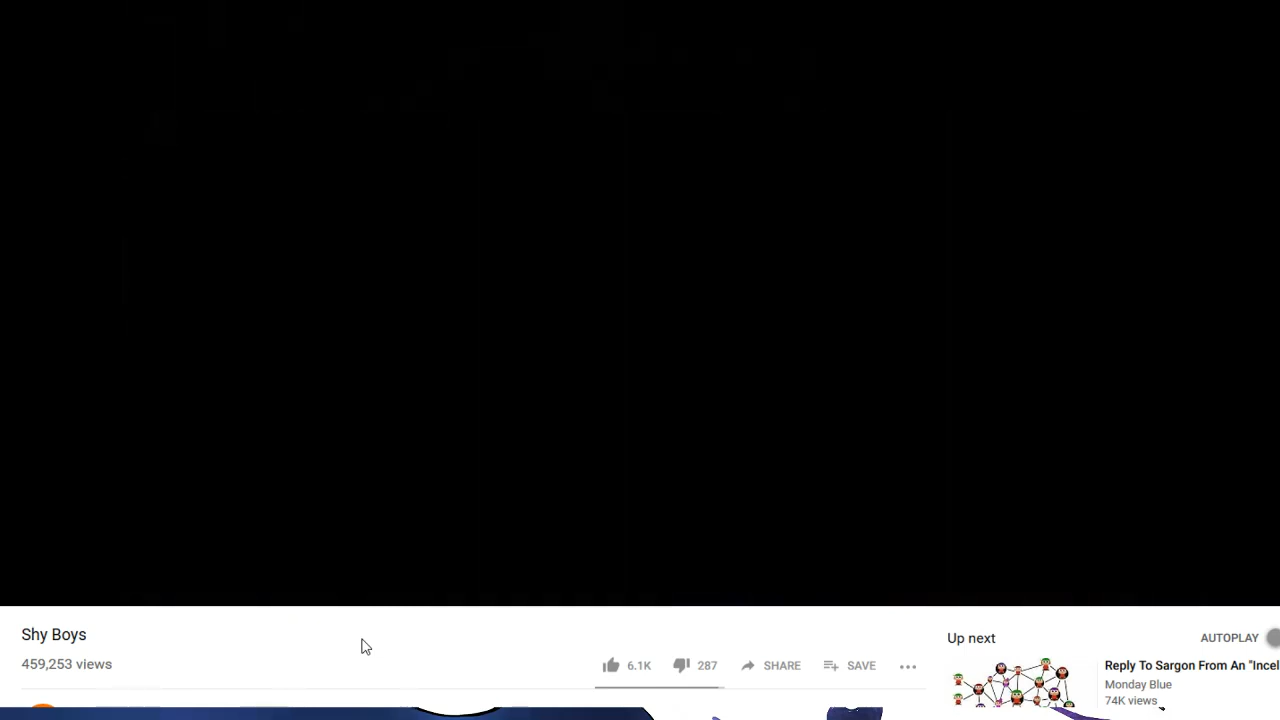 Shy Boys
459,253 views
6.1K 287 SHARE SAVE
Up next
AUTOPLAY
Reply To Sargon From An "Incel
Monday Blue
74K views